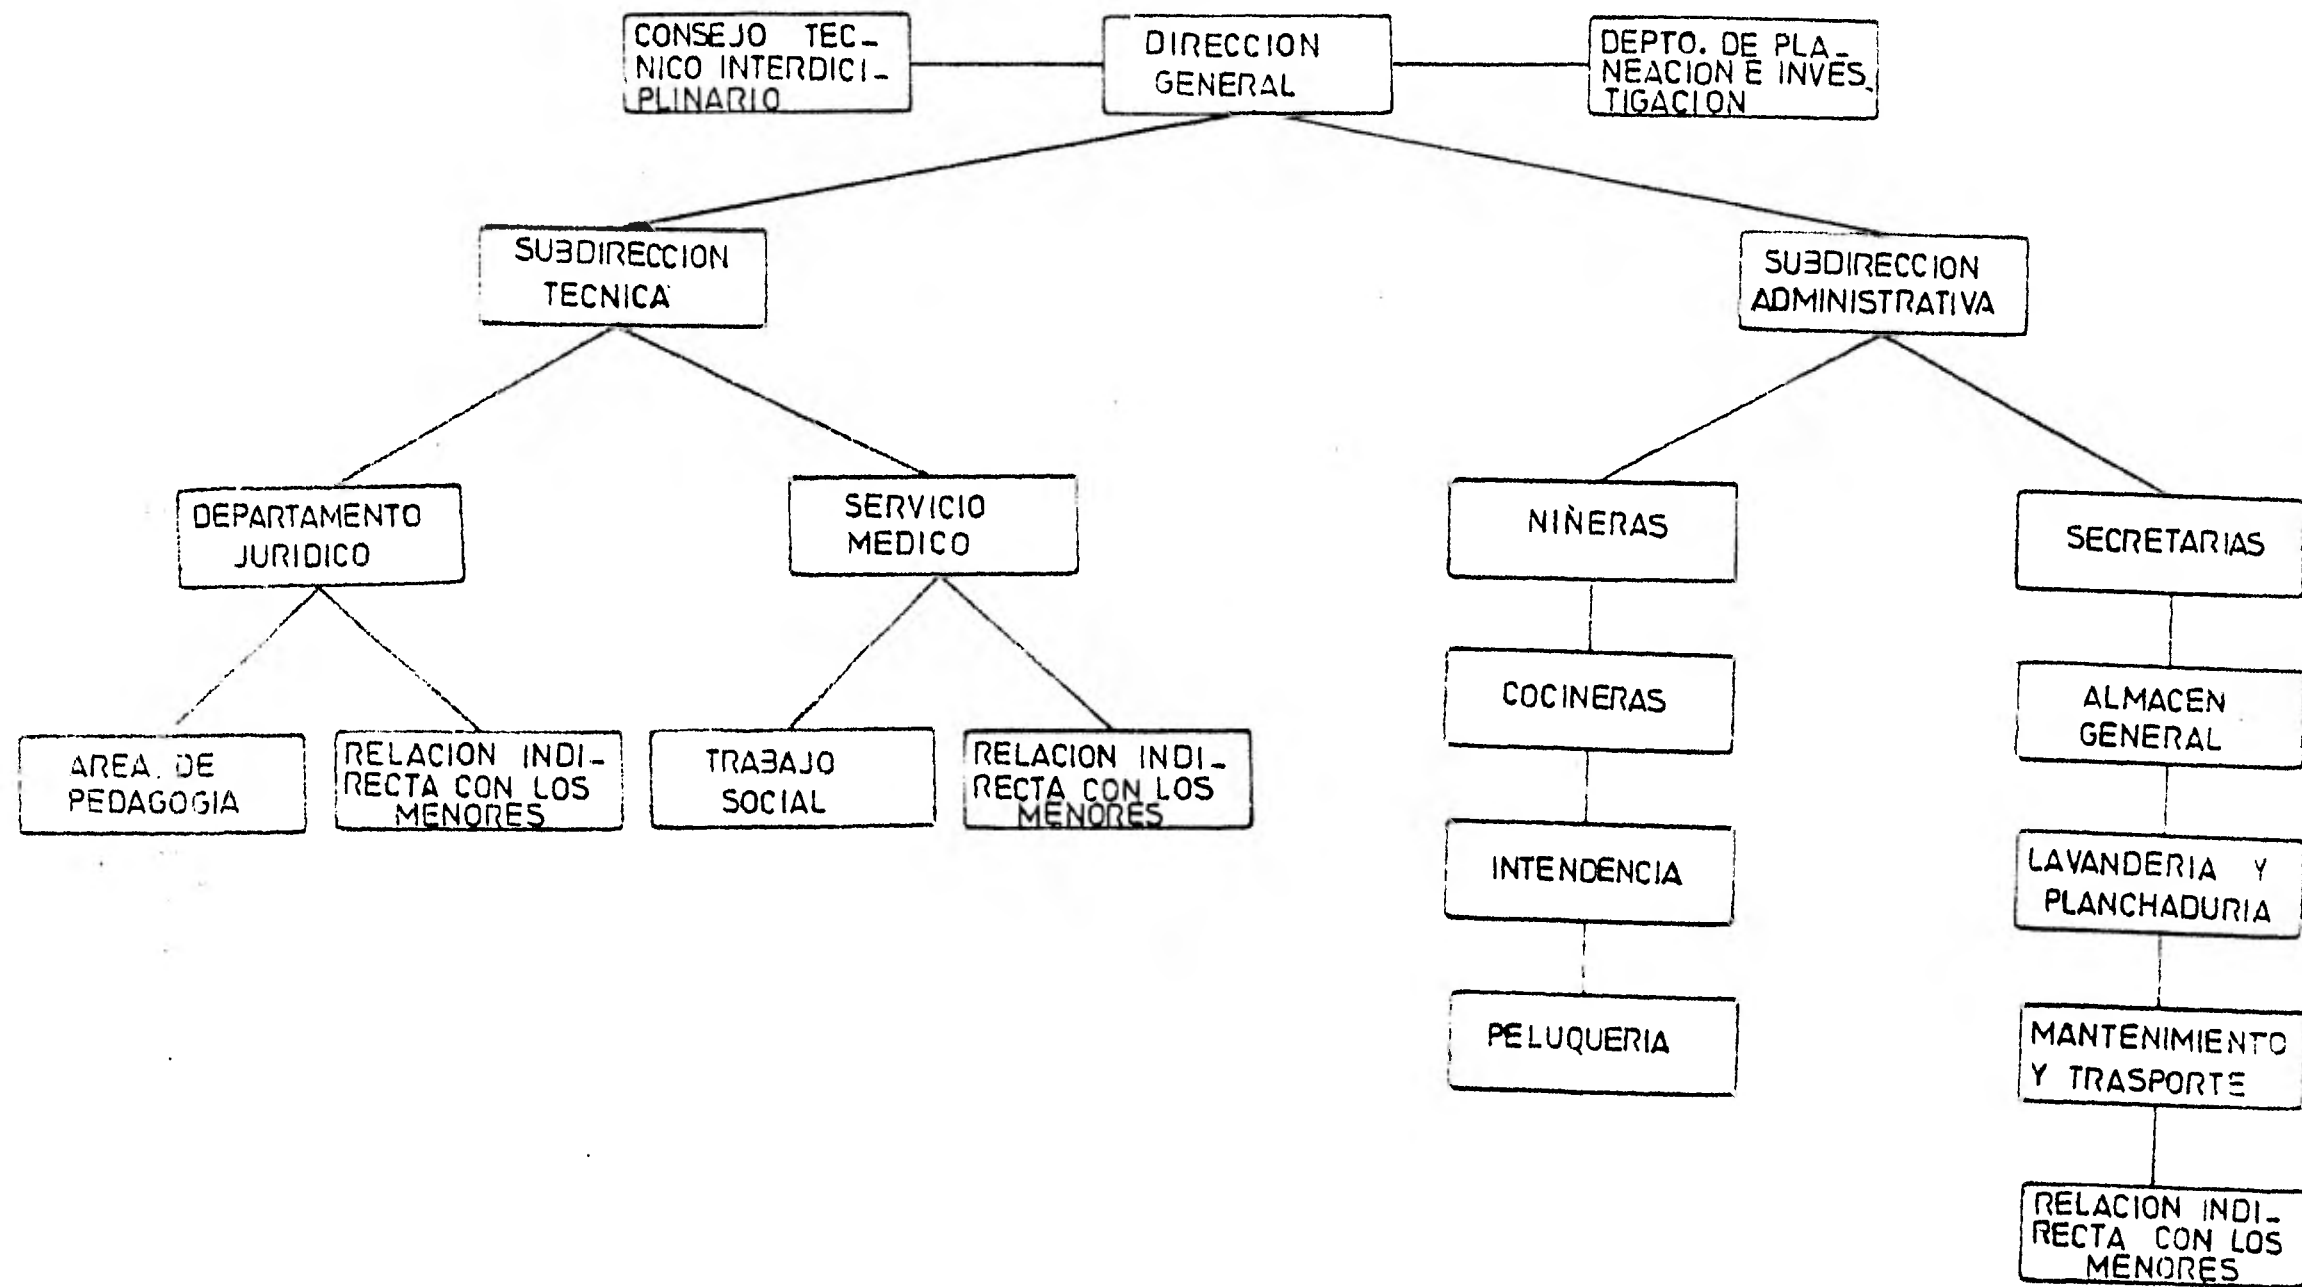 CONSEJO TEC_
NICO INTERDICI_
PLINARIO
DIRECCION
GENERAL
DEPTO. DE PLA_
NEACION E INVES_
TIGACION
SUBDIRECCION
TECNICA
SUBDIRECCION
ADMINISTRATIVA
DEPARTAMENTO
JURIDICO
SERVICIO
MEDICO
NIÑERAS
SECRETARIAS
AREA. DE
PEDAGOGIA
RELACION INDI_
RECTA CON LOS
MENORES
TRABAJO
SOCIAL
RELACION INDI_
RECTA CON LOS
MENORES
COCINERAS
ALMACEN
GENERAL
INTENDENCIA
LAVANDERIA Y
PLANCHADURIA
PELUQUERIA
MANTENIMIENTO
Y TRASPORTE
RELACION INDI_
RECTA CON LOS
MENORES